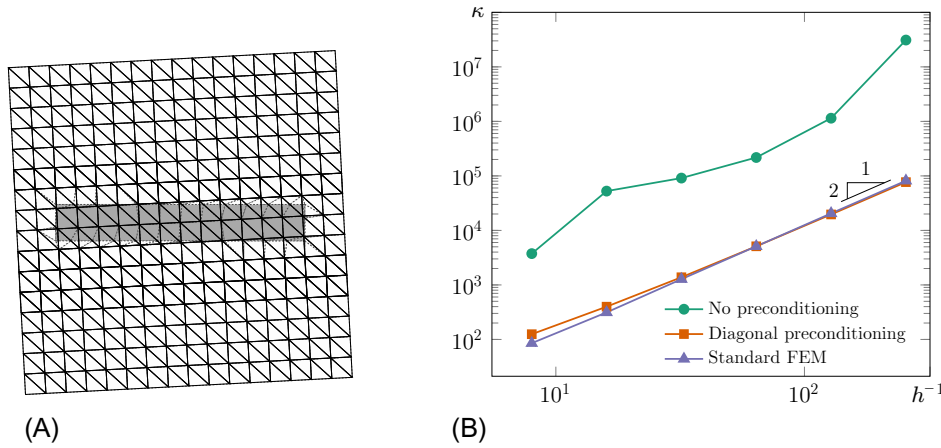 κ
10^7
10^6
10^5
10^4
10^3
10^2
1
2
No preconditioning
Diagonal preconditioning
Standard FEM
10^1
10^2
h^-1
(A)
(B)